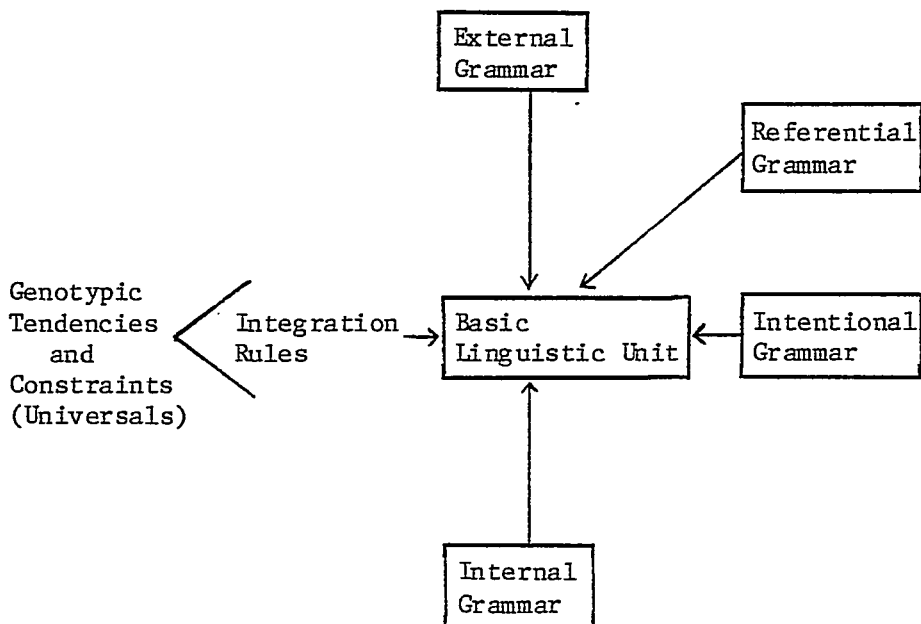 External
Grammar
Referential
Grammar
Genotypic
Tendencies
and
Constraints
(Universals)
Integration
Rules
Basic
Linguistic Unit
Intentional
Grammar
Internal
Grammar